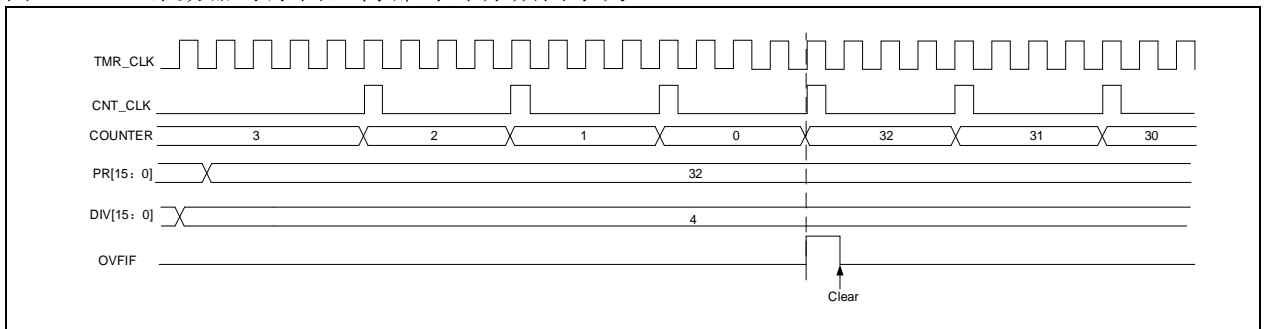 TMR_CLK
CNT_CLK
COUNTER 3 2 1 0 32 31 30
PR[15：0] 32
DIV[15：0] 4
OVFIF
Clear